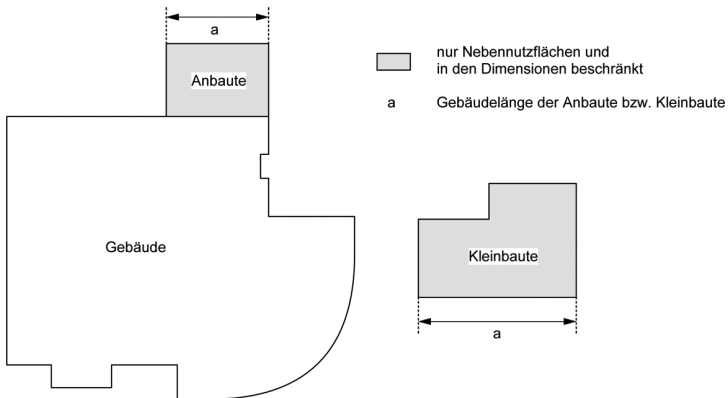 a
Anbaute
nur Nebennutzflächen und
in den Dimensionen beschränkt
a Gebäudelänge der Anbaute bzw. Kleinbaute
Gebäude
Kleinbaute
a